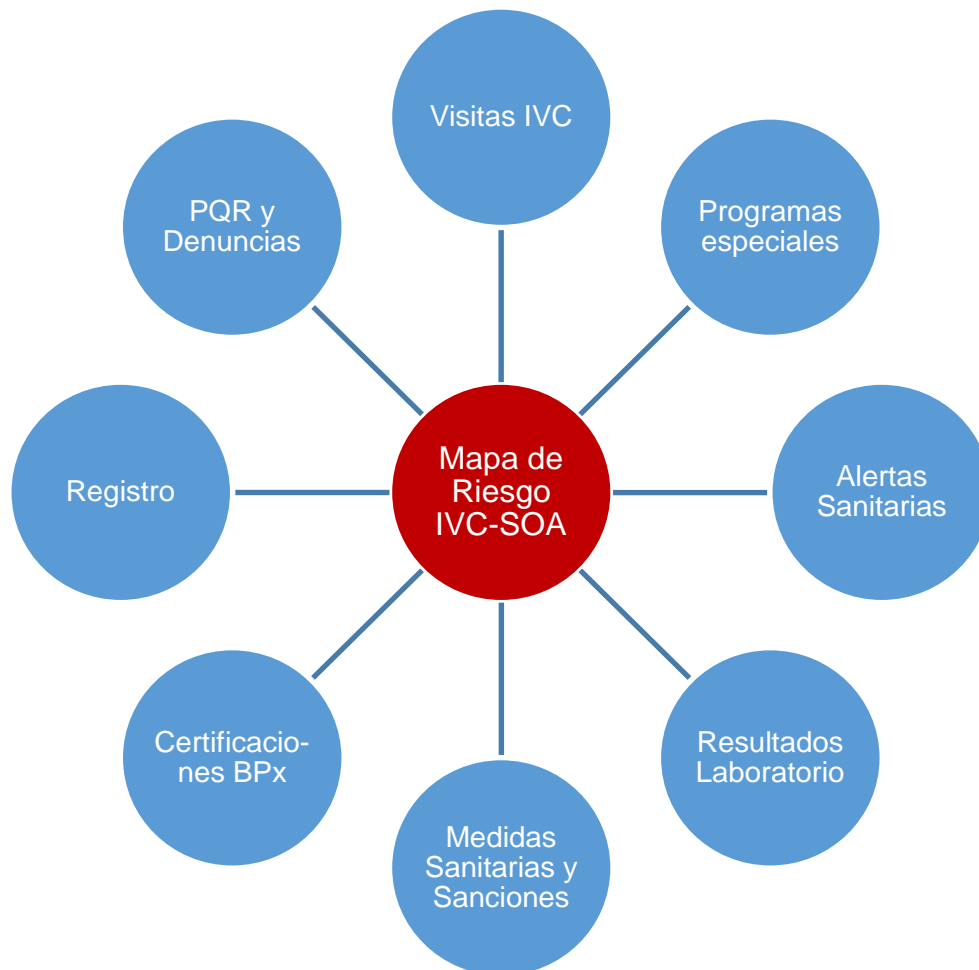 Visitas IVC
Programas
especiales
Alertas
Sanitarias
Resultados
Laboratorio
Medidas
Sanitarias y
Sanciones
Certificacio-
nes BPx
Registro
PQR y
Denuncias
Mapa de
Riesgo
IVC-SOA